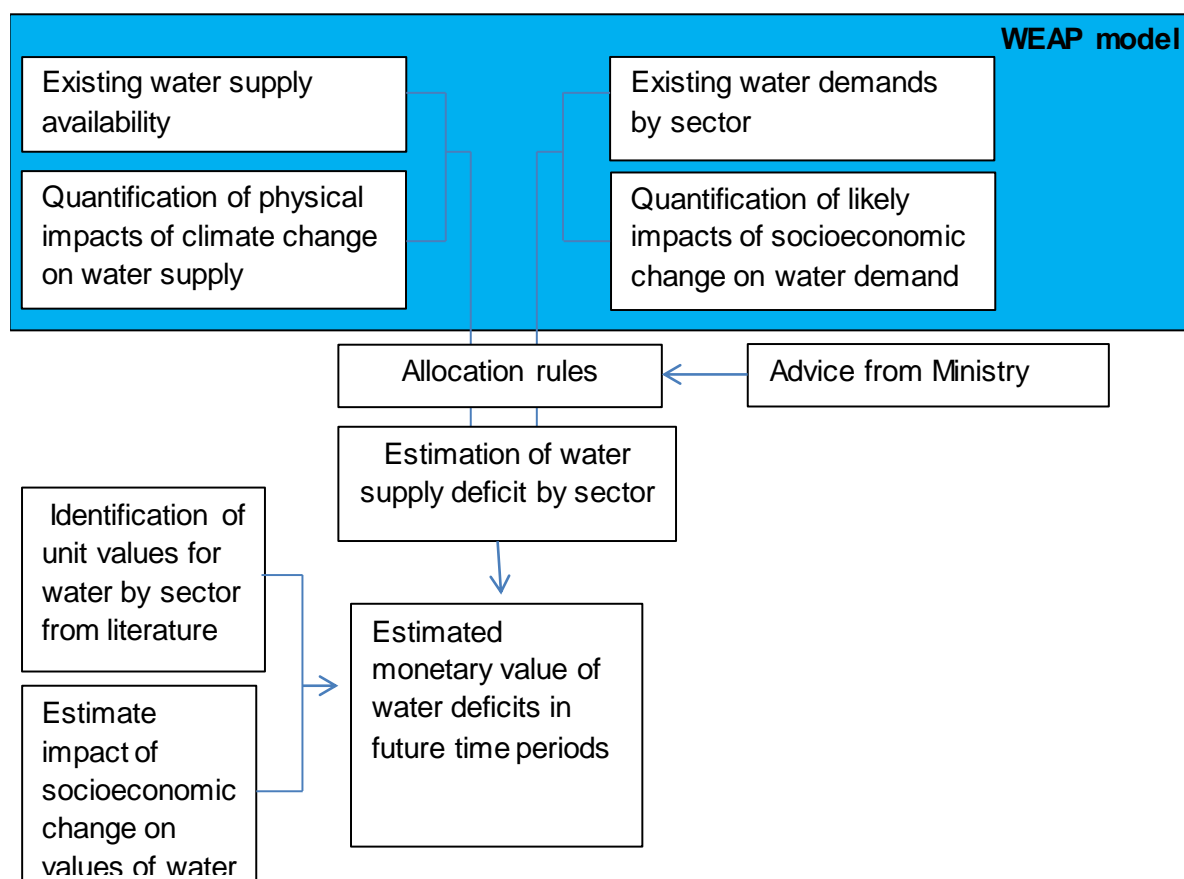 WEAP model
Existing water supply
availability
Existing water demands
by sector
Quantification of physical
impacts of climate change
on water supply
Quantification of likely
impacts of socioeconomic
change on water demand
Allocation rules
Advice from Ministry
Estimation of water
supply deficit by sector
Identification of
unit values for
water by sector
from literature
Estimated
monetary value of
water deficits in
future time periods
Estimate
impact of
socioeconomic
change on
values of water